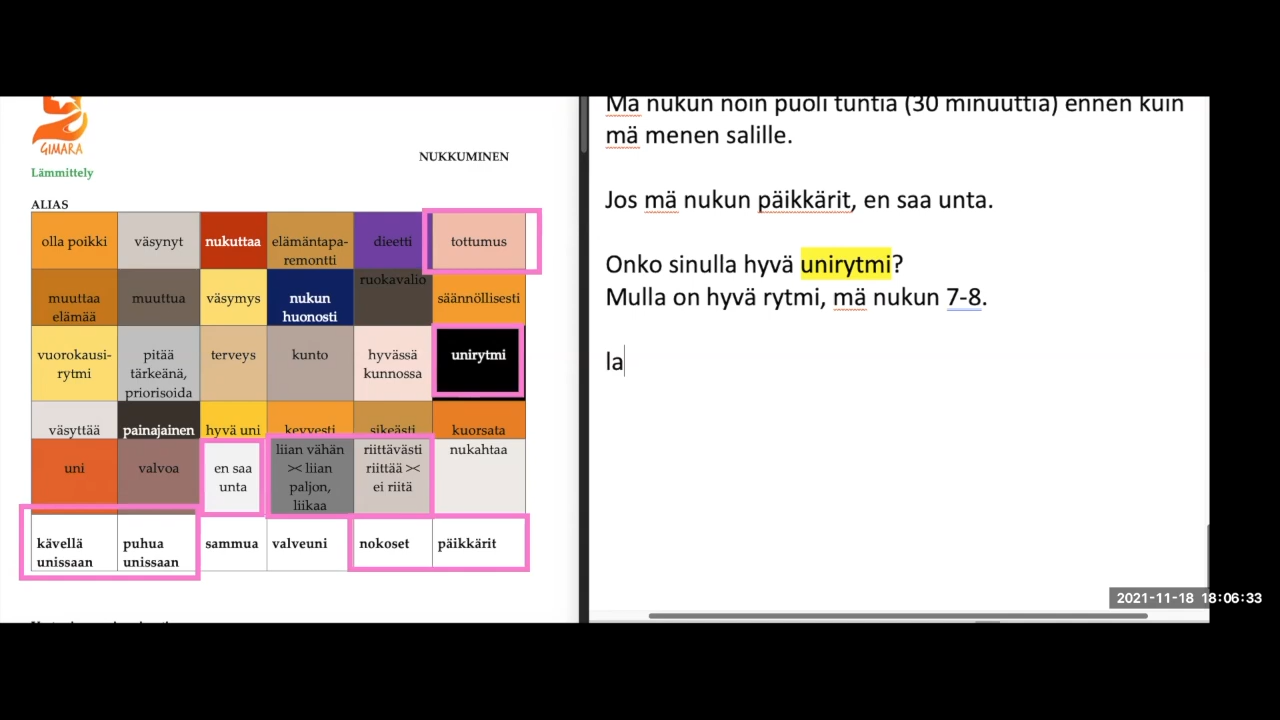 GIMARA
Lämmittely
NUKKUMINEN
ALIAS
olla poikki
väsynyt
nukuttaa
elämäntapa-
remontti
dieetti
tottumus
muuttaa
elämää
muuttua
väsymys
nukun
huonosti
ruokavalio
säännöllisesti
vuorokausi-
rytmi
pitää
tärkeänä,
priorisoida
terveys
kunto
hyvässä
kunnossa
unirytmi
väsyttää
painajainen
hyvä uni
kevyesti
sikeästi
kuorsata
uni
valvoa
en saa
unta
liian vähän
>< liian
paljon,
liikaa
riittävästi
riittää ><
ei riitä
nukahtaa
kävellä
unissaan
puhua
unissaan
sammua
valveuni
nokoset
päikkärit
Mä nukun noin puoli tuntia (30 minuuttia) ennen kuin
mä menen salille.
Jos mä nukun päikkärit, en saa unta.
Onko sinulla hyvä unirytmi?
Mulla on hyvä rytmi, mä nukun 7-8.
la
2021-11-18 18:06:33